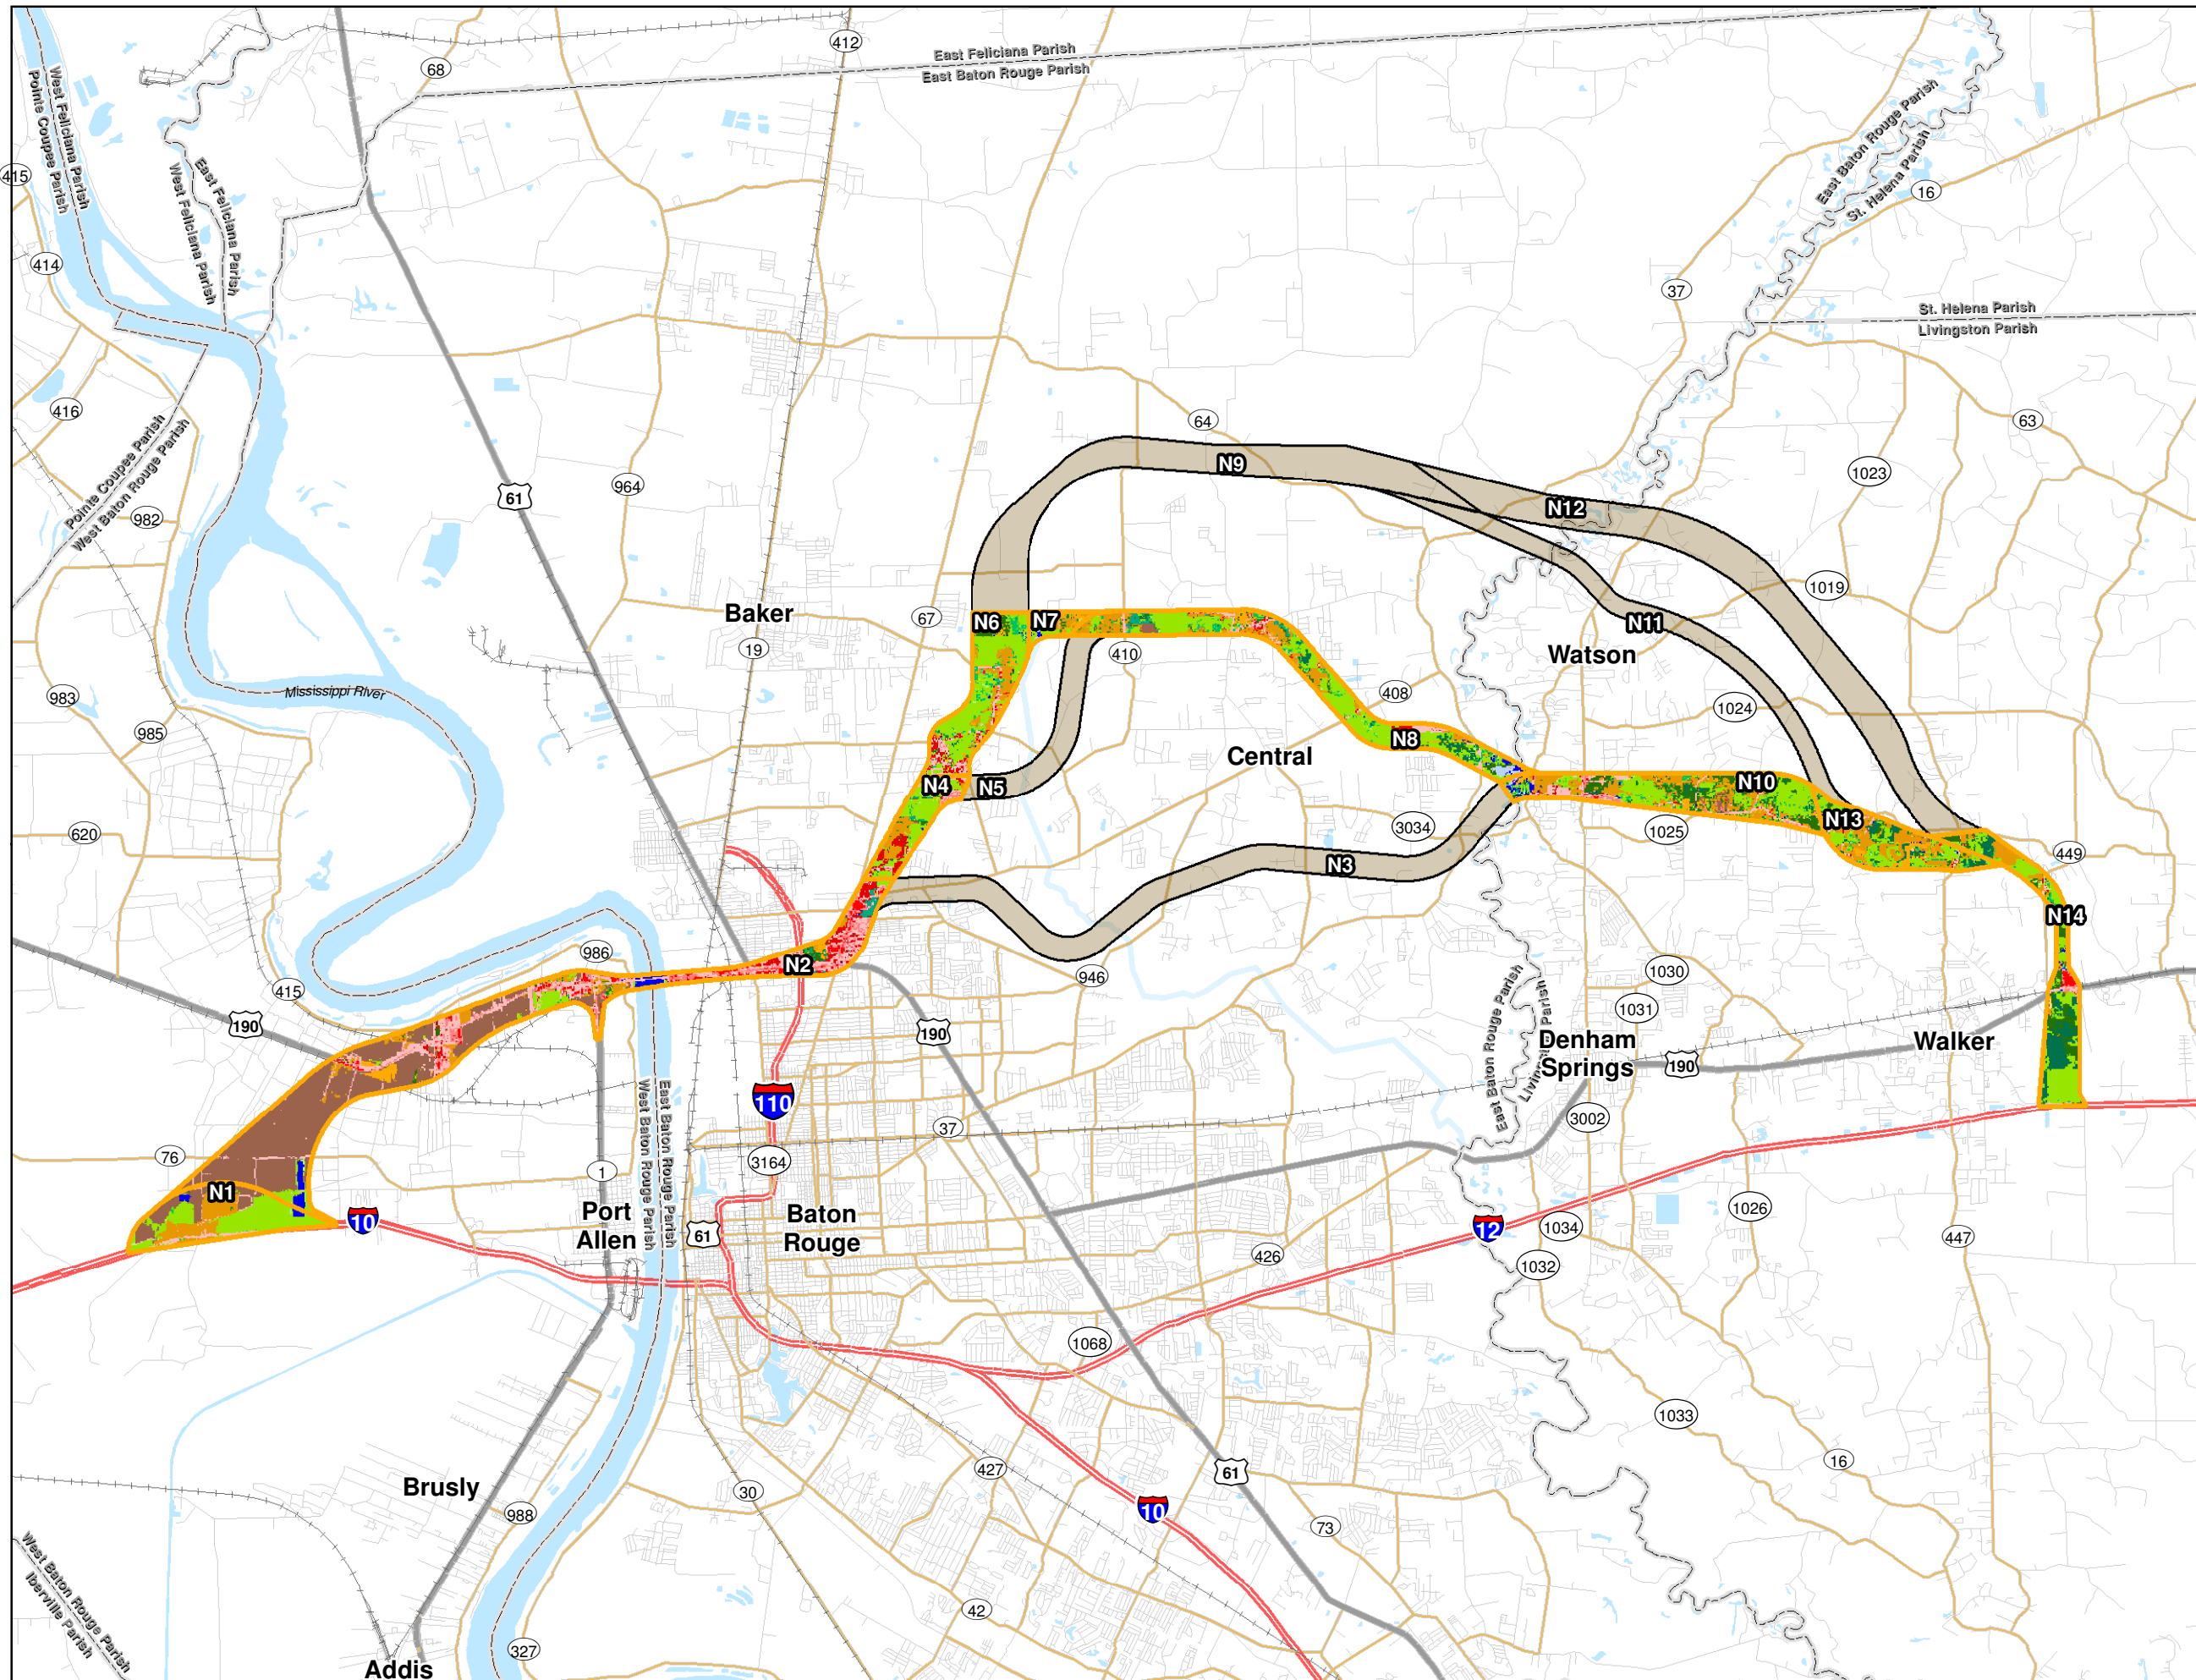 412
68
East Feliciana Parish
East Baton Rouge Parish
West Feliciana Parish
Pointe Coupee Parish
East Feliciana Parish
West Feliciana Parish
East Baton Rouge Parish
St. Helena Parish
415
16
414
37
St. Helena Parish
Livingston Parish
416
64
63
Pointe Coupee Parish
West Baton Rouge Parish
N9
1023
964
61
982
N12
1019
Baker
67
N6
N7
N11
19
410
Watson
983
Mississippi River
408
1024
985
N8
Central
N4
N5
N10
N13
620
3034
1025
N3
449
N14
986
N2
946
1030
415
1031
190
190
East Baton Rouge Parish
Denham
Springs
190
Walker
110
3002
West Baton Rouge Parish
East Baton Rouge Parish
37
76
3164
1
N1
10
Port
Allen
61
Baton
Rouge
12
1034
1026
426
447
1032
1068
1033
16
427
61
Brusly
30
988
10
73
West Baton Rouge Parish
Iberville Parish
42
327
Addis